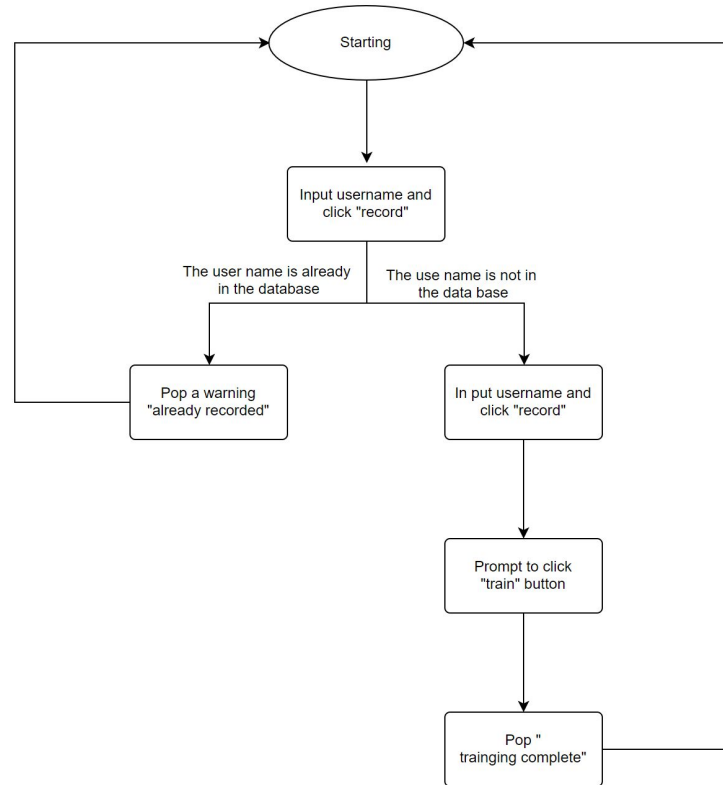 Starting
Input username and
click "record"
The user name is already
in the database
The use name is not in
the data base
Pop a warning
"already recorded"
In put username and
click "record"
Prompt to click
"train" button
Pop "
trainging complete"